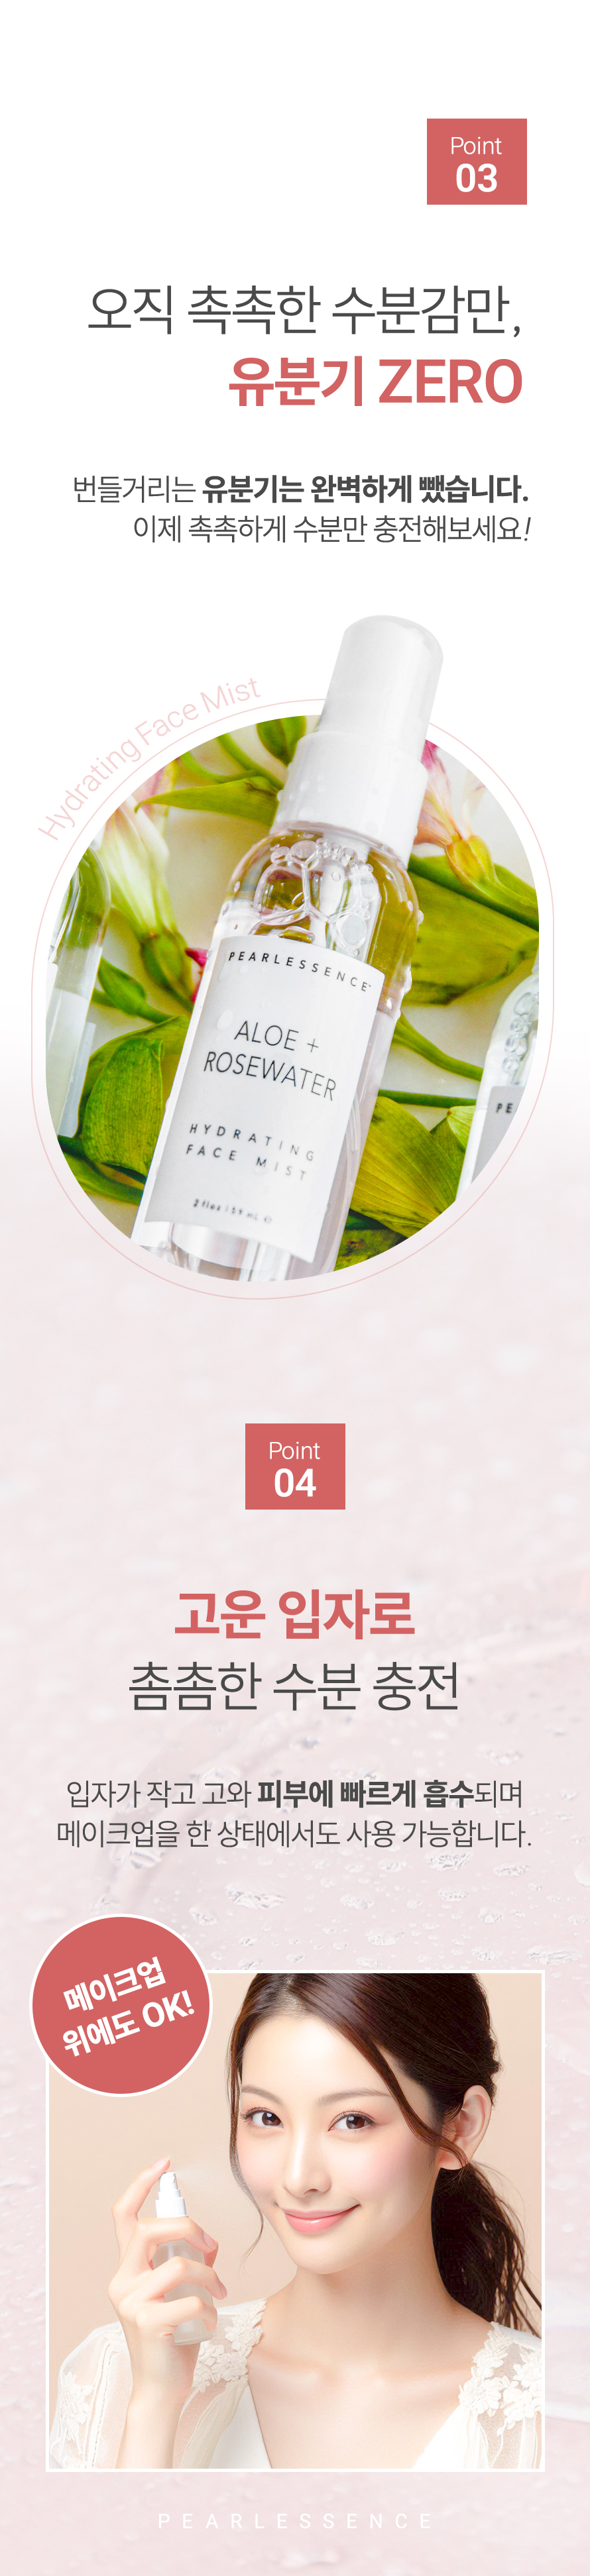 Point
03
오직 촉촉한 수분감만,
유분기 ZERO
번들거리는 유분기는 완벽하게 뺐습니다.
이제 촉촉하게 수분만 충전해보세요!
Hydrating Face Mist
PEARLESSENCE
ALOE +
ROSEWATER
HYDRATING
FACE MIST
2 fl oz | 59 mL ℮
PE
Point
04
고운 입자로
촘촘한 수분 충전
입자가 작고 고와 피부에 빠르게 흡수되며
메이크업을 한 상태에서도 사용 가능합니다.
메이크업
위에도 OK!
PEARLESSENCE